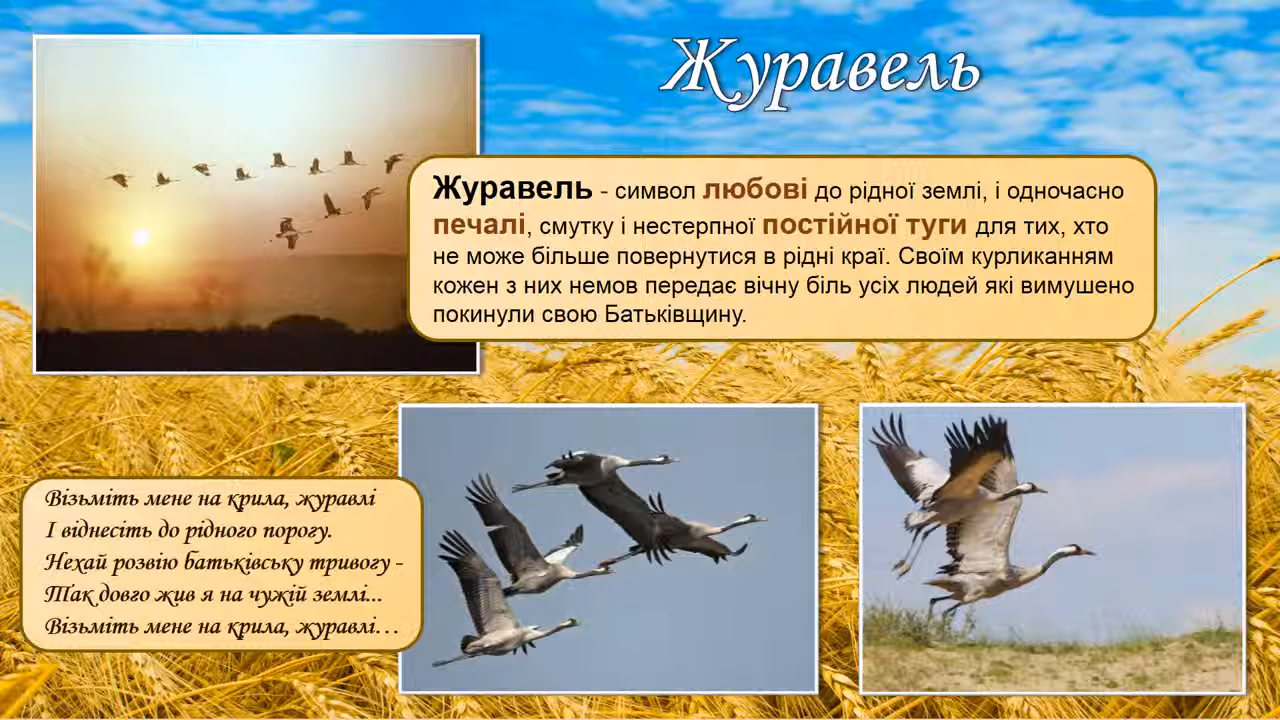 Журавель
Журавель - символ любові до рідної землі, і одночасно
печалі, смутку і нестерпної постійної туги для тих, хто
не може більше повернутися в рідні краї. Своїм курликанням
кожен з них немов передає вічну біль усіх людей які вимушено
покинули свою Батьківщину.
Візьміть мене на крила, журавлі
І віднесіть до рідного порогу.
Нехай розвію батьківську тривогу -
Так довго жив я на чужій землі...
Візьміть мене на крила, журавлі…